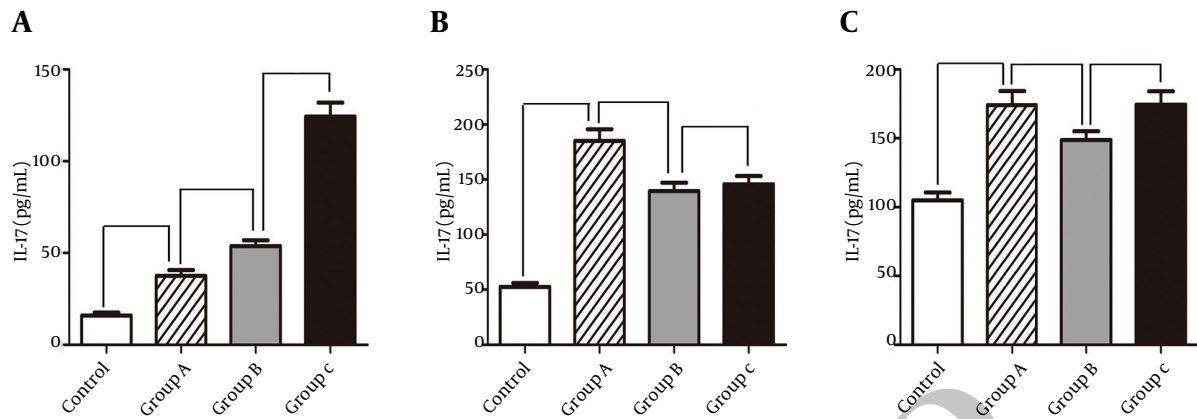 A
B
C
150
100
50
0
IL-17 (pg/mL)
Control
Group A
Group B
Group c
250
200
150
100
50
0
IL-17 (pg/mL)
Control
Group A
Group B
Group c
200
150
100
50
0
IL-17 (pg/mL)
Control
Group A
Group B
Group c